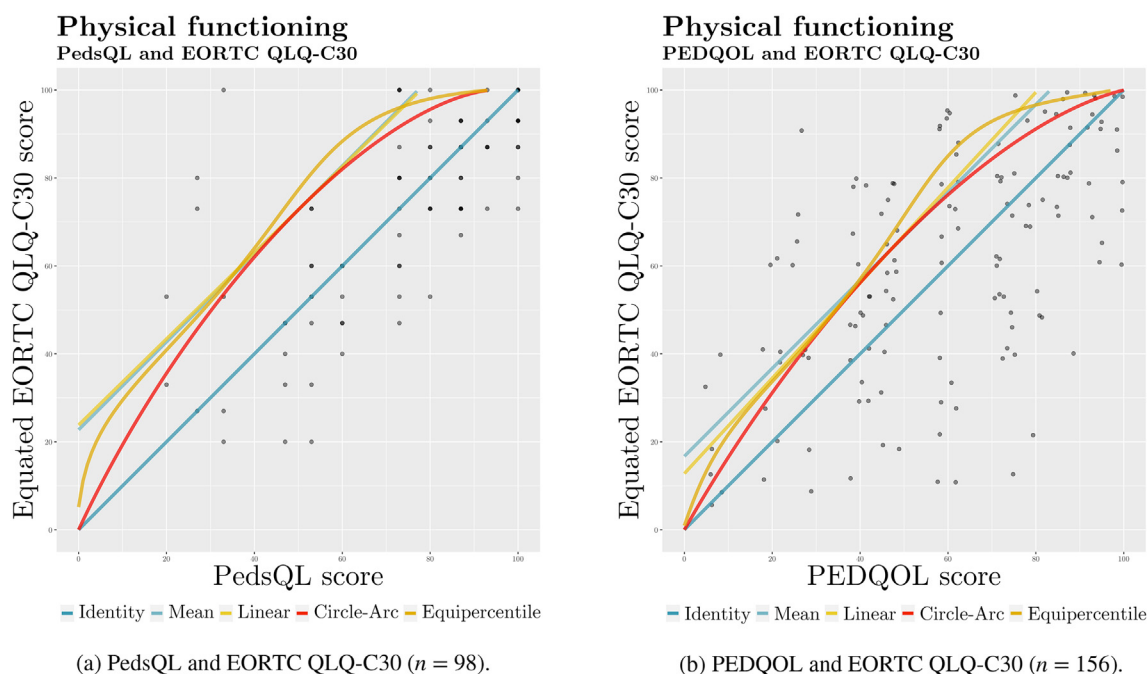 Physical functioning
PedsQL and EORTC QLQ-C30
Equated EORTC QLQ-C30 score
100
80
60
40
20
0
0 20 40 60 80 100
PedsQL score
Identity Mean Linear Circle-Arc Equipercentile
(a) PedsQL and EORTC QLQ-C30 (n = 98).
Physical functioning
PEDQOL and EORTC QLQ-C30
Equated EORTC QLQ-C30 score
100
80
60
40
20
0
0 20 40 60 80 100
PEDQOL score
Identity Mean Linear Circle-Arc Equipercentile
(b) PEDQOL and EORTC QLQ-C30 (n = 156).